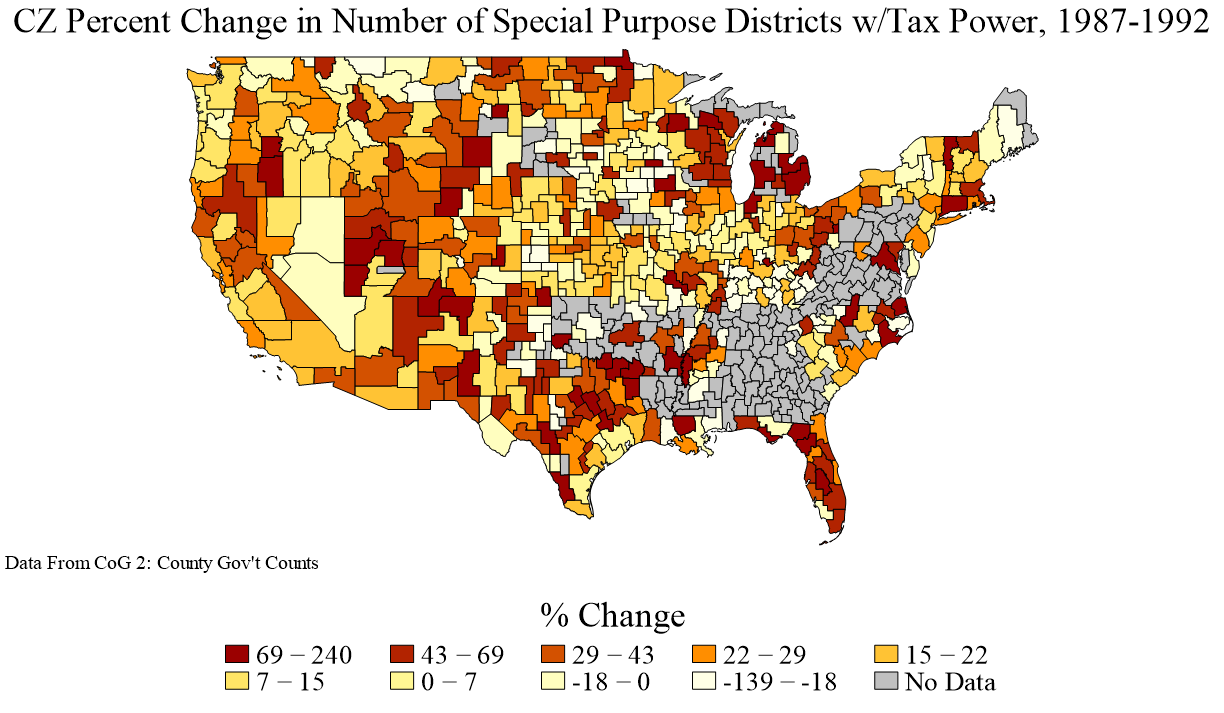 CZ Percent Change in Number of Special Purpose Districts w/Tax Power, 1987-1992
Data From CoG 2: County Gov't Counts
% Change
69 – 240 43 – 69 29 – 43 22 – 29 15 – 22
7 – 15 0 – 7 -18 – 0 -139 – -18 No Data